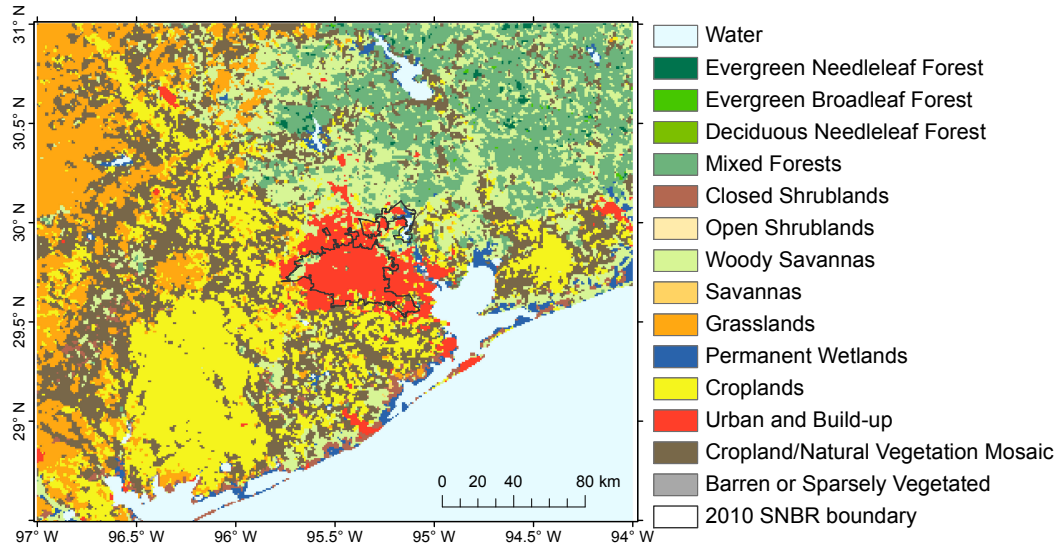 31° N
30.5° N
30° N
29.5° N
29° N
97° W
96.5° W
96° W
95.5° W
95° W
94.5° W
94° W
0 20 40 80 km
Water
Evergreen Needleleaf Forest
Evergreen Broadleaf Forest
Deciduous Needleleaf Forest
Mixed Forests
Closed Shrublands
Open Shrublands
Woody Savannas
Savannas
Grasslands
Permanent Wetlands
Croplands
Urban and Build-up
Cropland/Natural Vegetation Mosaic
Barren or Sparsely Vegetated
2010 SNBR boundary